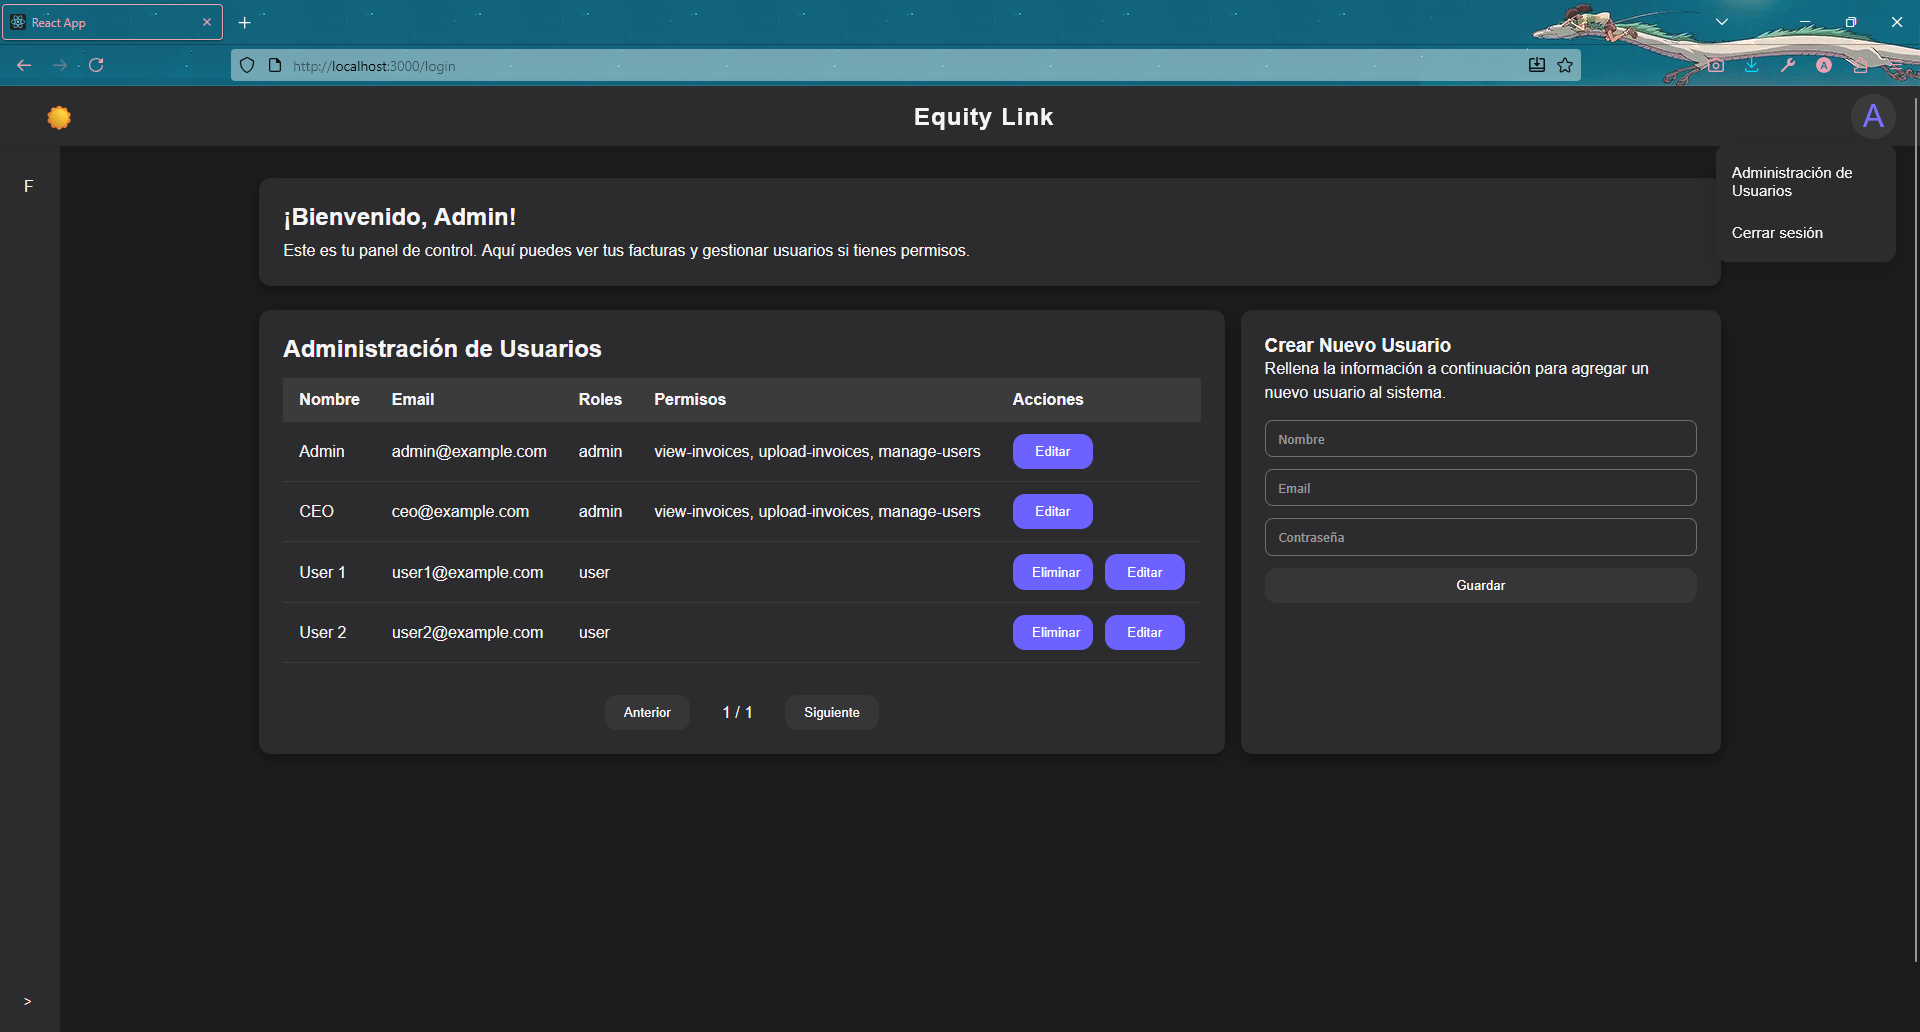 React App
http://localhost:3000/login
A
Equity Link
A
F
Administración de
Usuarios
Cerrar sesión
¡Bienvenido, Admin!
Este es tu panel de control. Aquí puedes ver tus facturas y gestionar usuarios si tienes permisos.
Administración de Usuarios
Nombre Email Roles Permisos Acciones
Admin admin@example.com admin view-invoices, upload-invoices, manage-users Editar
CEO ceo@example.com admin view-invoices, upload-invoices, manage-users Editar
User 1 user1@example.com user Eliminar Editar
User 2 user2@example.com user Eliminar Editar
Anterior 1 / 1 Siguiente
Crear Nuevo Usuario
Rellena la información a continuación para agregar un
nuevo usuario al sistema.
Nombre
Email
Contraseña
Guardar
>